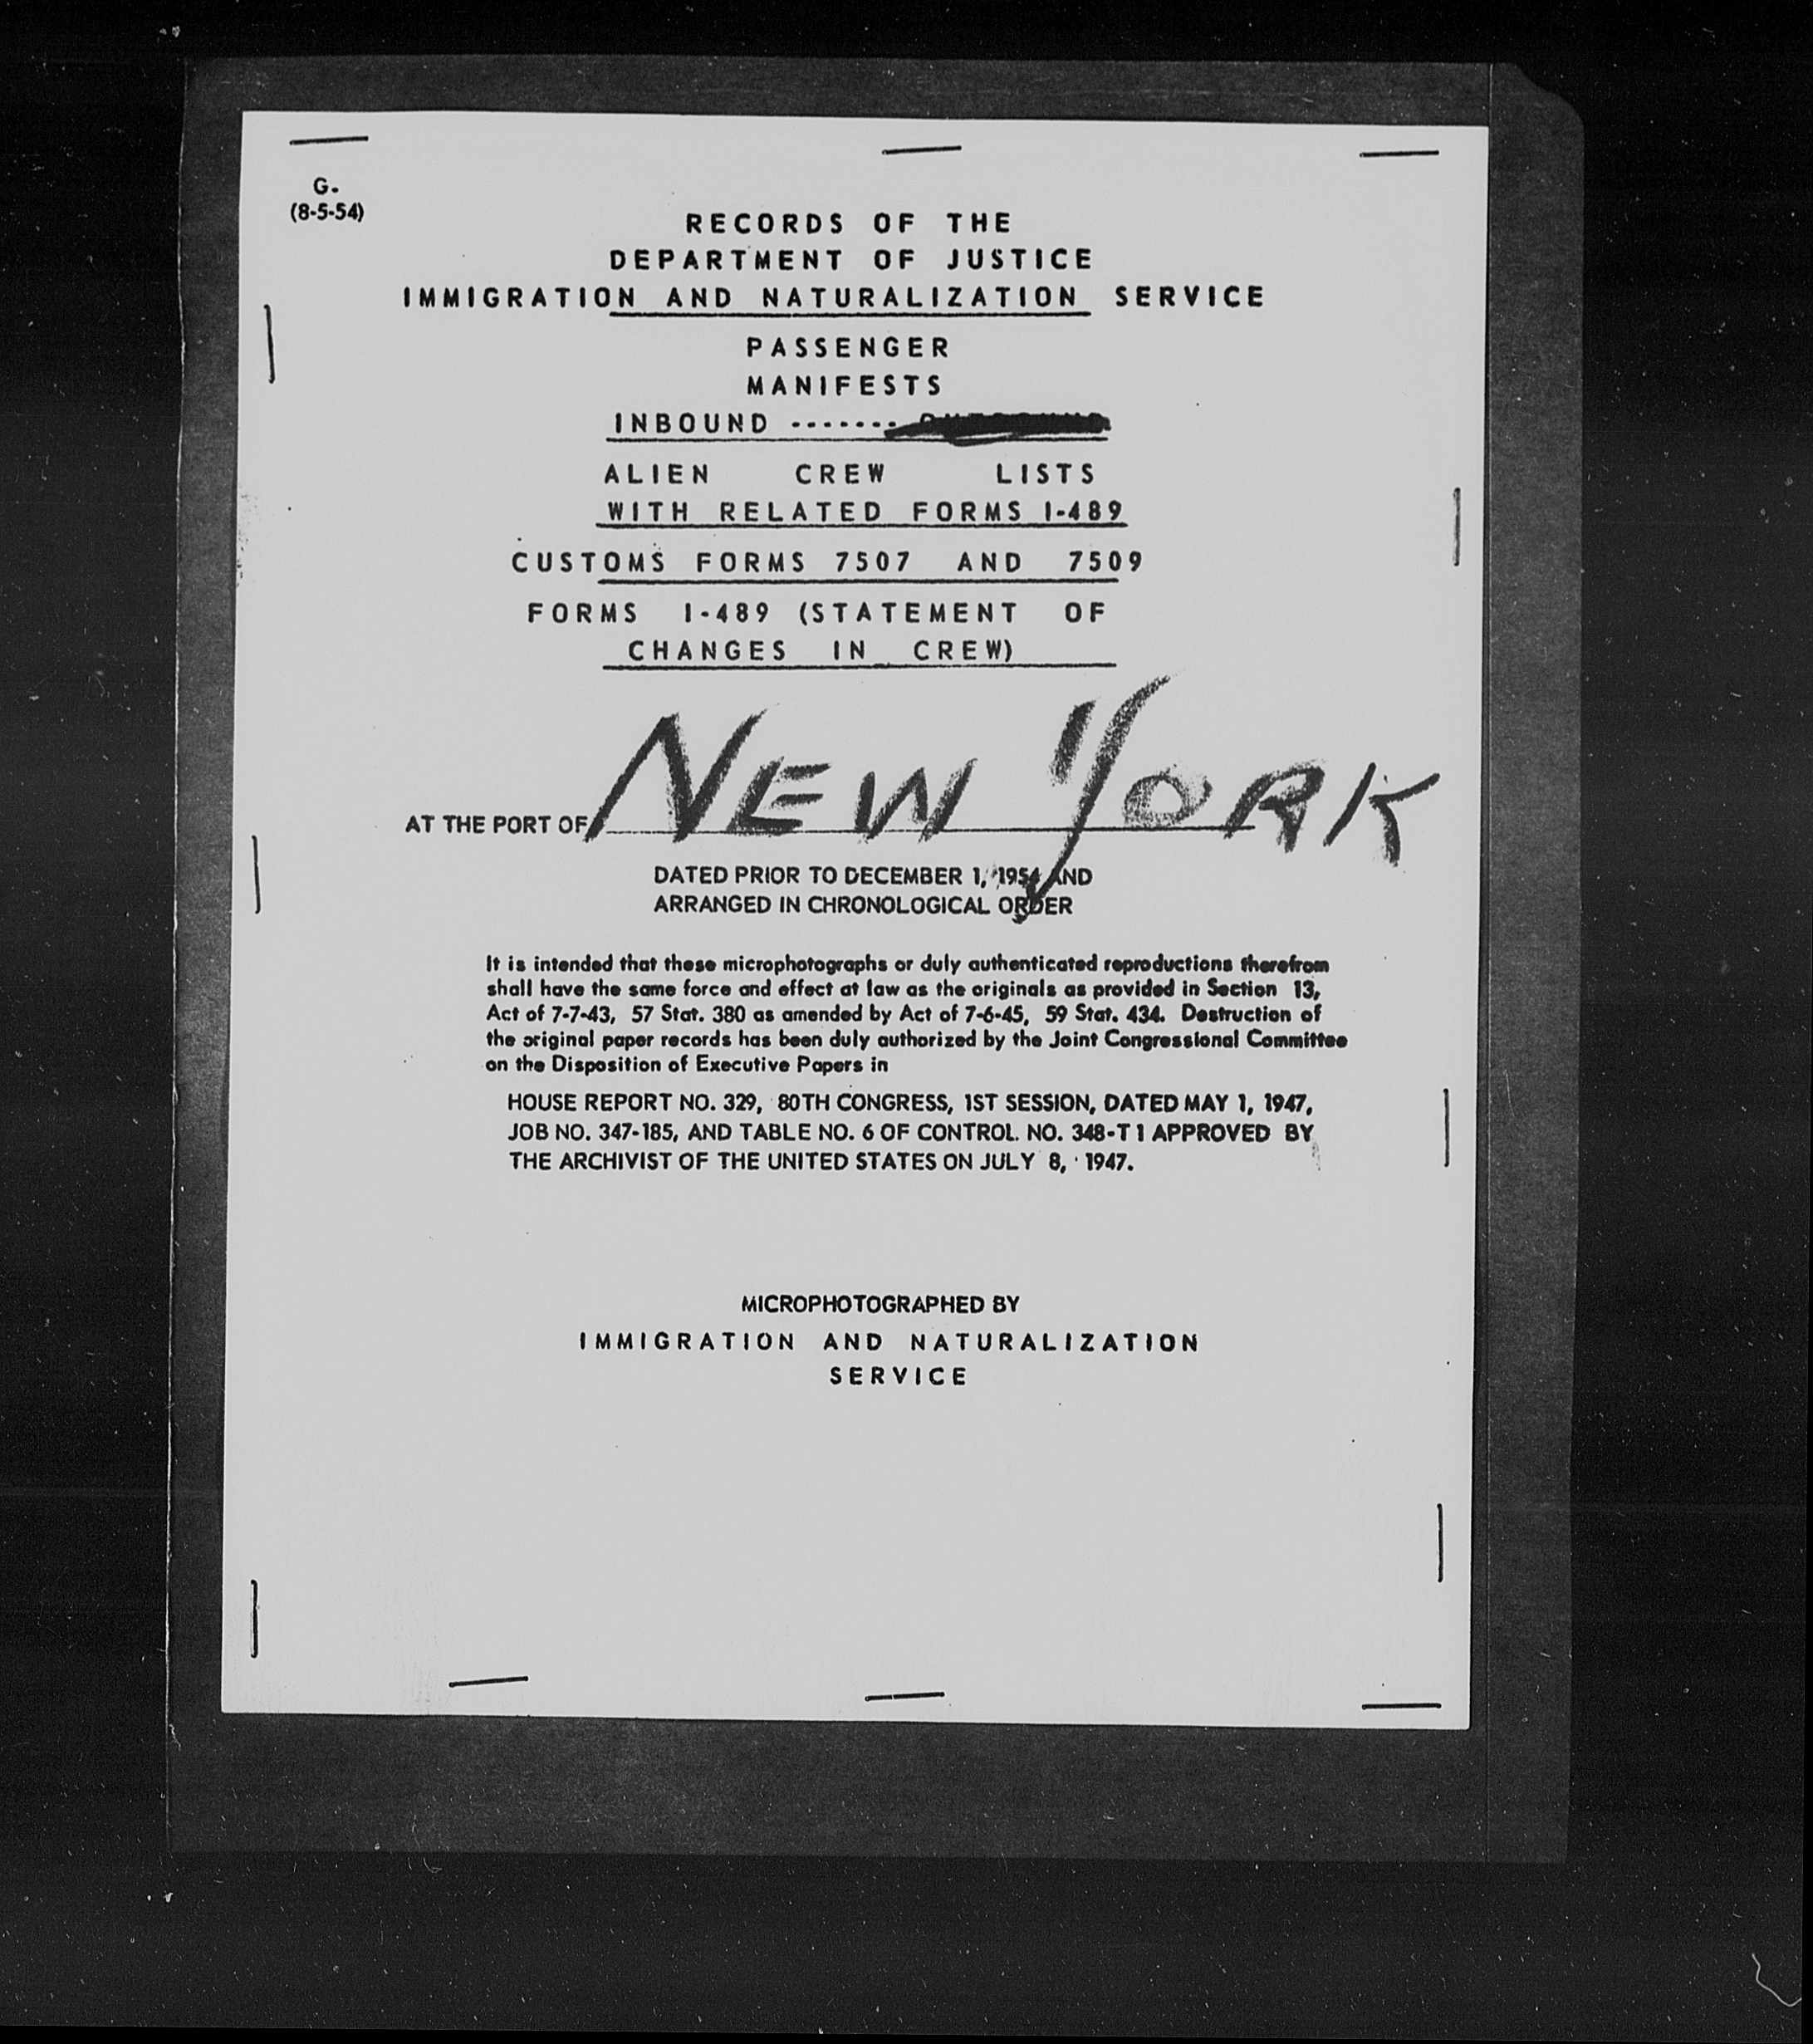 G.
(8-5-54)
RECORDS OF THE
DEPARTMENT OF JUSTICE
IMMIGRATION AND NATURALIZATION SERVICE
PASSENGER
MANIFESTS
INBOUND -------
ALIEN CREW LISTS
WITH RELATED FORMS I-489
CUSTOMS FORMS 7507 AND 7509
FORMS I-489 (STATEMENT OF
CHANGES IN CREW)
AT THE PORT OF NEW YORK
DATED PRIOR TO DECEMBER 1, 1954 AND
ARRANGED IN CHRONOLOGICAL ORDER
It is intended that these microphotographs or duly authenticated reproductions therefrom
shall have the same force and effect at law as the originals as provided in Section 13,
Act of 7-7-43, 57 Stat. 380 as amended by Act of 7-6-45, 59 Stat. 434. Destruction of
the original paper records has been duly authorized by the Joint Congressional Committee
on the Disposition of Executive Papers in
HOUSE REPORT NO. 329, 80TH CONGRESS, 1ST SESSION, DATED MAY 1, 1947,
JOB NO. 347-185, AND TABLE NO. 6 OF CONTROL NO. 348-T1 APPROVED BY
THE ARCHIVIST OF THE UNITED STATES ON JULY 8, 1947.
MICROPHOTOGRAPHED BY
IMMIGRATION AND NATURALIZATION
SERVICE